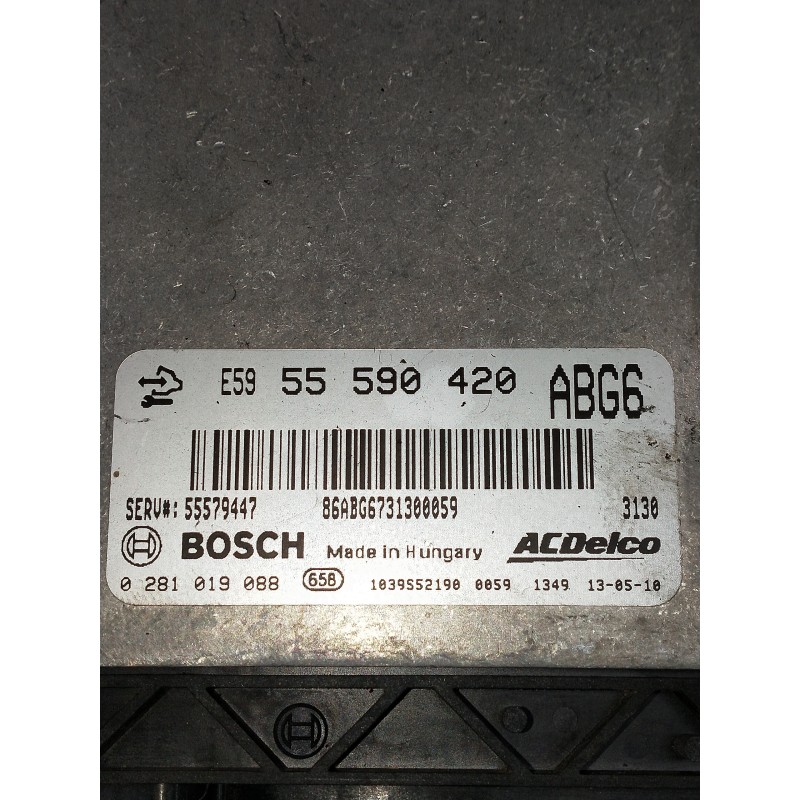 E59 55 590 420 ABG6
SERV#: 55579447 86ABG6731300059 3130
BOSCH Made in Hungary ACDelco
0 281 019 088 658 1039S52190 0059 1349 13-05-10